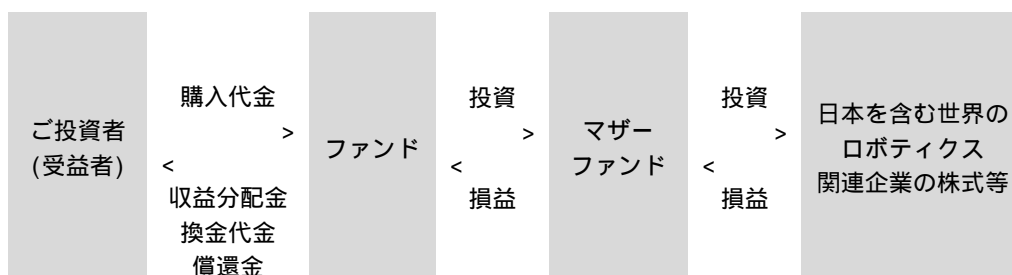 ご投資者
(受益者)
購入代金
>
<
収益分配金
換金代金
償還金
ファンド
投資
>
<
損益
マザー
ファンド
投資
>
<
損益
日本を含む世界の
ロボティクス
関連企業の株式等